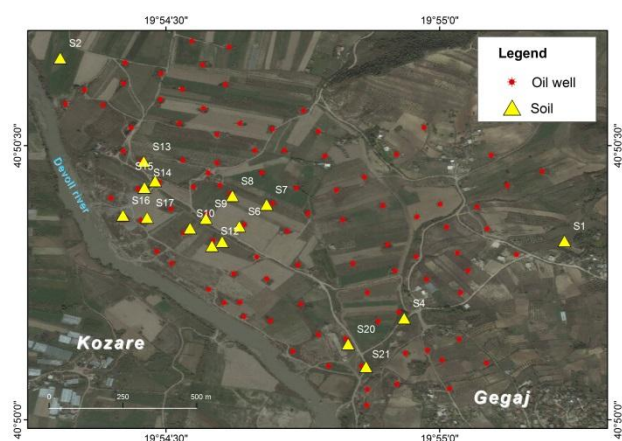 19°54'30"
19°55'0"
S2
Legend
Oil well
Soil
40°50'30"
40°50'30"
Devoll river
S13
S15
S14
S16
S17
S8
S7
S9
S10
S6
S12
S1
S4
S20
S21
Kozare
Gegaj
0
250
500 m
40°50'0"
40°50'0"
19°54'30"
19°55'0"